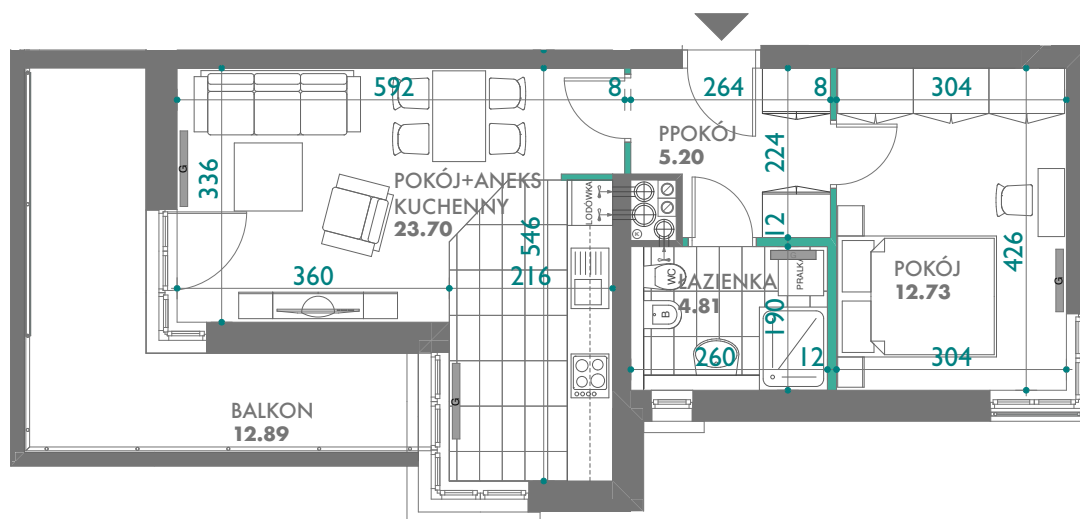 592
8
264
8
304
PPOKÓJ
5.20
224
336
POKÓJ+ANEKS
KUCHENNY
23.70
LODÓWKA
546
12
G
360
216
WC
ŁAZIENKA
4.81
PRALKA
190
B
K
POKÓJ
12.73
426
G
260
12
304
G
BALKON
12.89